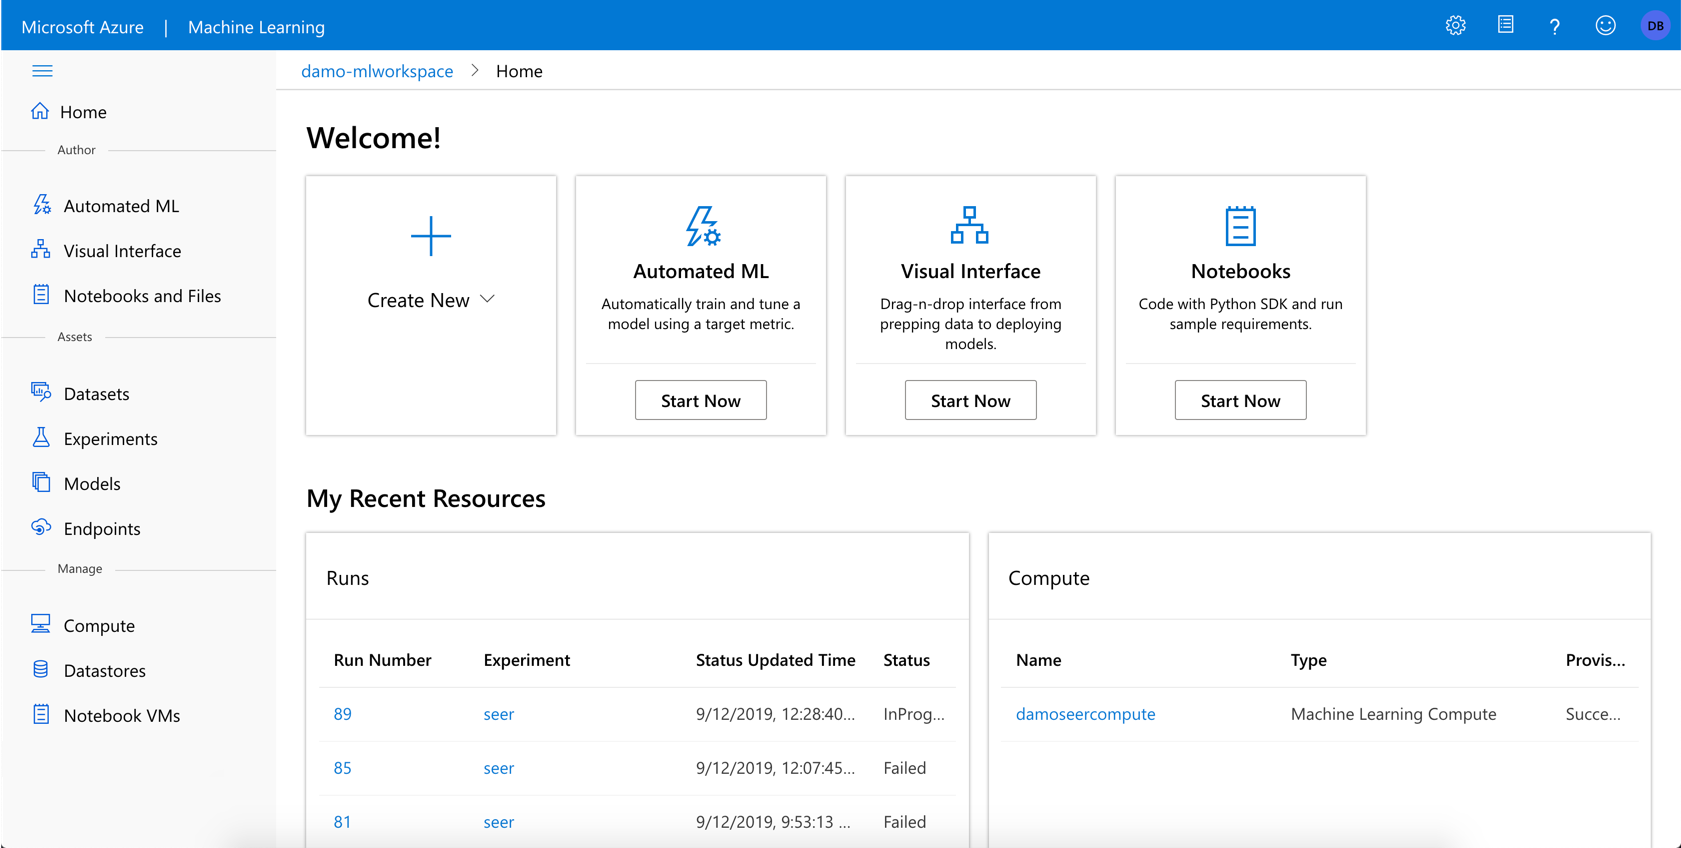 Microsoft Azure | Machine Learning
? DB
damo-mlworkspace > Home
Home
Author
Automated ML
Visual Interface
Notebooks and Files
Assets
Datasets
Experiments
Models
Endpoints
Manage
Compute
Datastores
Notebook VMs
Welcome!
Create New
Automated ML
Automatically train and tune a
model using a target metric.
Start Now
Visual Interface
Drag-n-drop interface from
prepping data to deploying
models.
Start Now
Notebooks
Code with Python SDK and run
sample requirements.
Start Now
My Recent Resources
Runs
Run Number Experiment Status Updated Time Status
89 seer 9/12/2019, 12:28:40... InProg...
85 seer 9/12/2019, 12:07:45... Failed
81 seer 9/12/2019, 9:53:13 ... Failed
Compute
Name Type Provis...
damoseercompute Machine Learning Compute Succe...